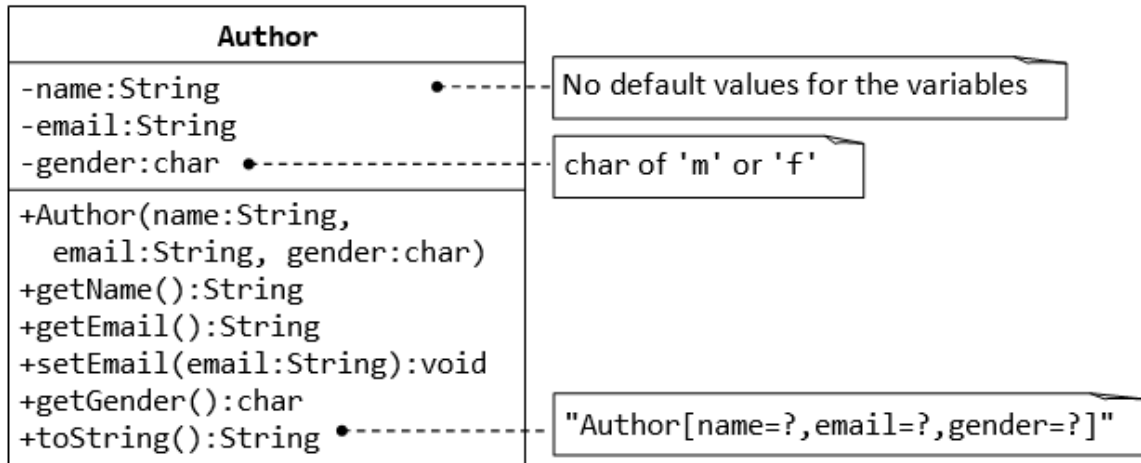 Author
-name:String
No default values for the variables
-email:String
-gender:char
char of 'm' or 'f'
+Author(name:String,
email:String, gender:char)
+getName():String
+getEmail():String
+setEmail(email:String):void
+getGender():char
+toString():String
"Author[name=?,email=?,gender=?]"